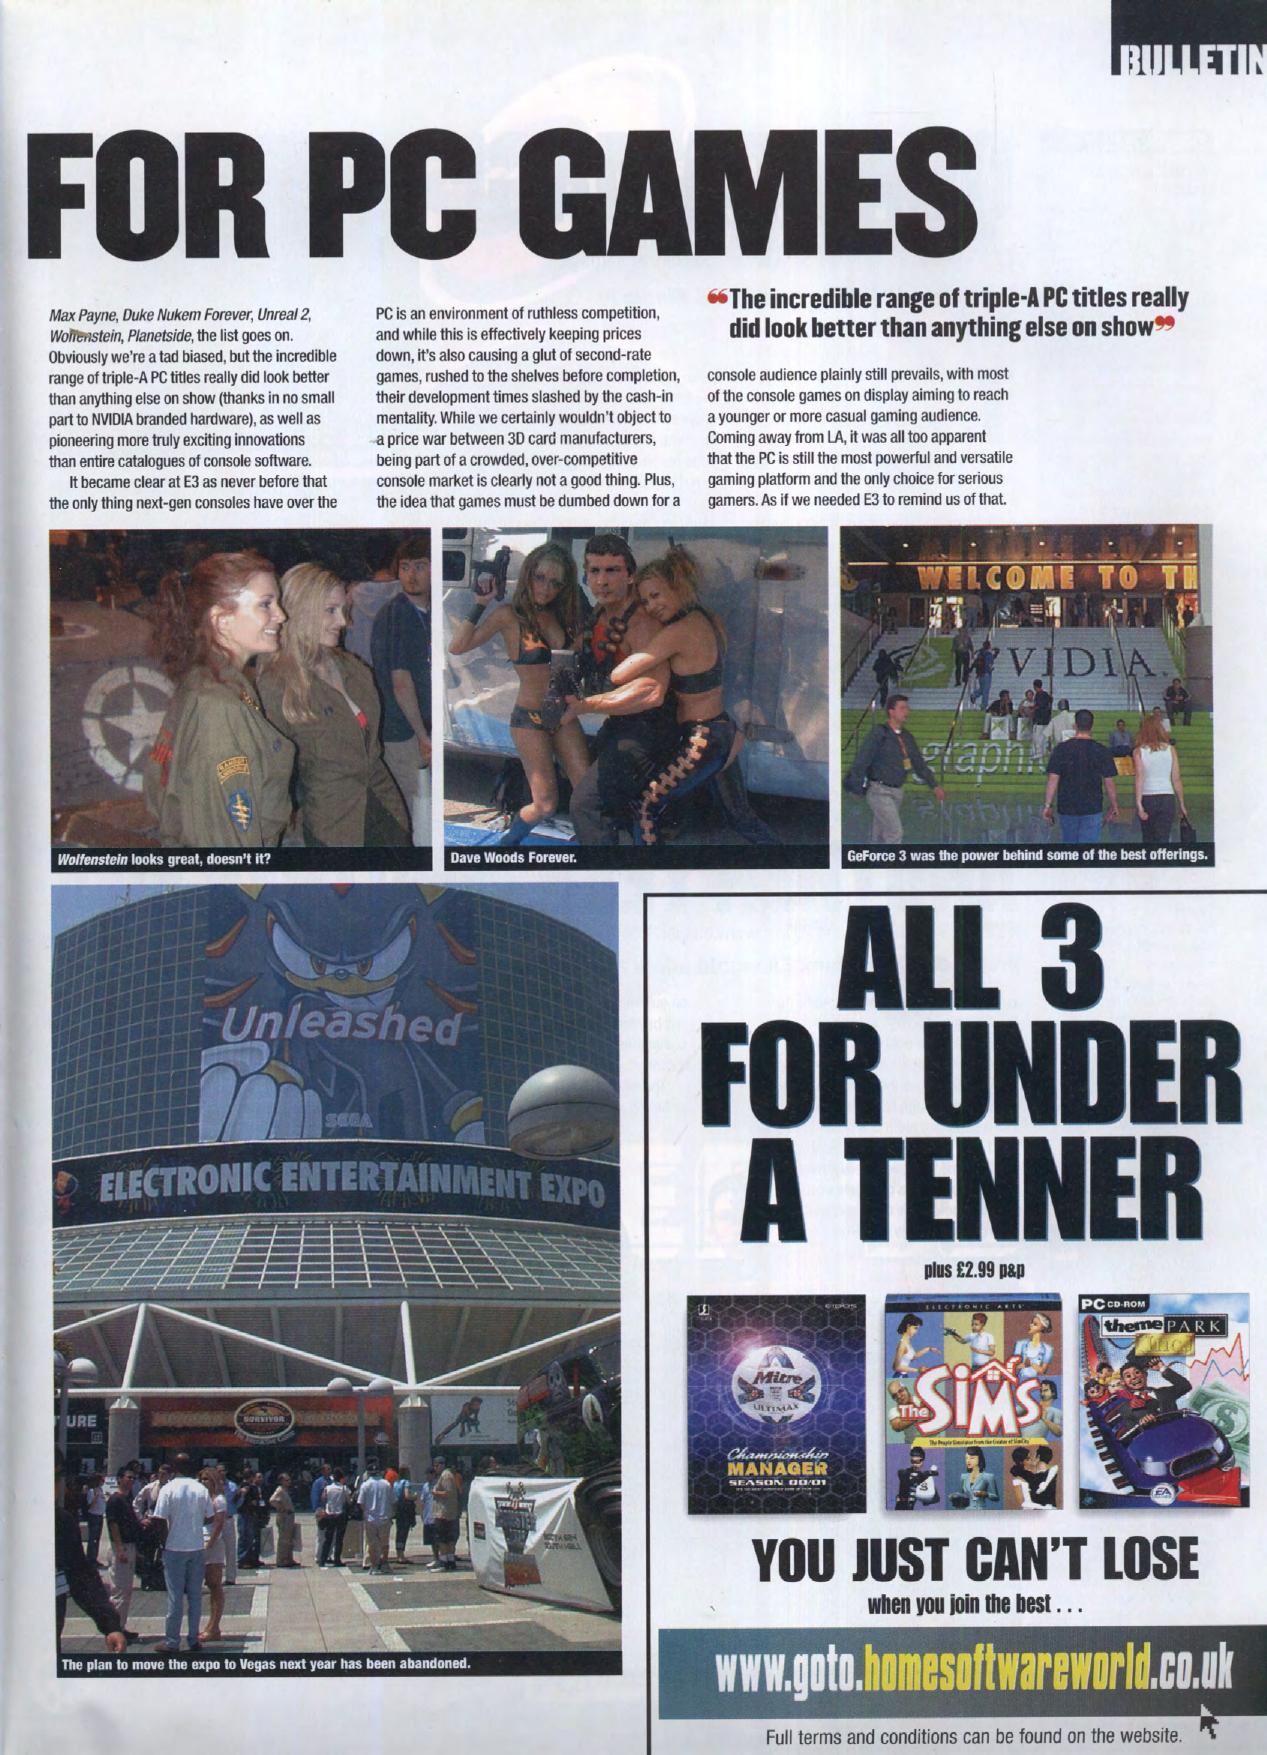 BULLETIN
FOR PC GAMES
Max Payne, Duke Nukem Forever, Unreal 2,
Wolfenstein, Planetside, the list goes on.
Obviously we're a tad biased, but the incredible
range of triple-A PC titles really did look better
than anything else on show (thanks in no small
part to NVIDIA branded hardware), as well as
pioneering more truly exciting innovations
than entire catalogues of console software.
It became clear at E3 as never before that
the only thing next-gen consoles have over the
PC is an environment of ruthless competition,
and while this is effectively keeping prices
down, it's also causing a glut of second-rate
games, rushed to the shelves before completion,
their development times slashed by the cash-in
mentality. While we certainly wouldn't object to
a price war between 3D card manufacturers,
being part of a crowded, over-competitive
console market is clearly not a good thing. Plus,
the idea that games must be dumbed down for a
❝The incredible range of triple-A PC titles really
did look better than anything else on show❞
console audience plainly still prevails, with most
of the console games on display aiming to reach
a younger or more casual gaming audience.
Coming away from LA, it was all too apparent
that the PC is still the most powerful and versatile
gaming platform and the only choice for serious
gamers. As if we needed E3 to remind us of that.
RANGER
AIRBORNE
Wolfenstein looks great, doesn't it?
Dave Woods Forever.
WELCOME TO TH
VIDIA.
graphi
GeForce 3 was the power behind some of the best offerings.
Unleashed
SEGA
ELECTRONIC ENTERTAINMENT EXPO
URE
SURVIVOR
The plan to move the expo to Vegas next year has been abandoned.
ALL 3
FOR UNDER
A TENNER
plus £2.99 p&p
Mitre
ULTIMAX
Championship
MANAGER
SEASON 00/01
ELECTRONIC ARTS
The SiMS
The People Simulator from the Creator of SimCity
PC CD-ROM
theme PARK
EA
YOU JUST CAN'T LOSE
when you join the best . . .
www.goto.homesoftwareworld.co.uk
Full terms and conditions can be found on the website.